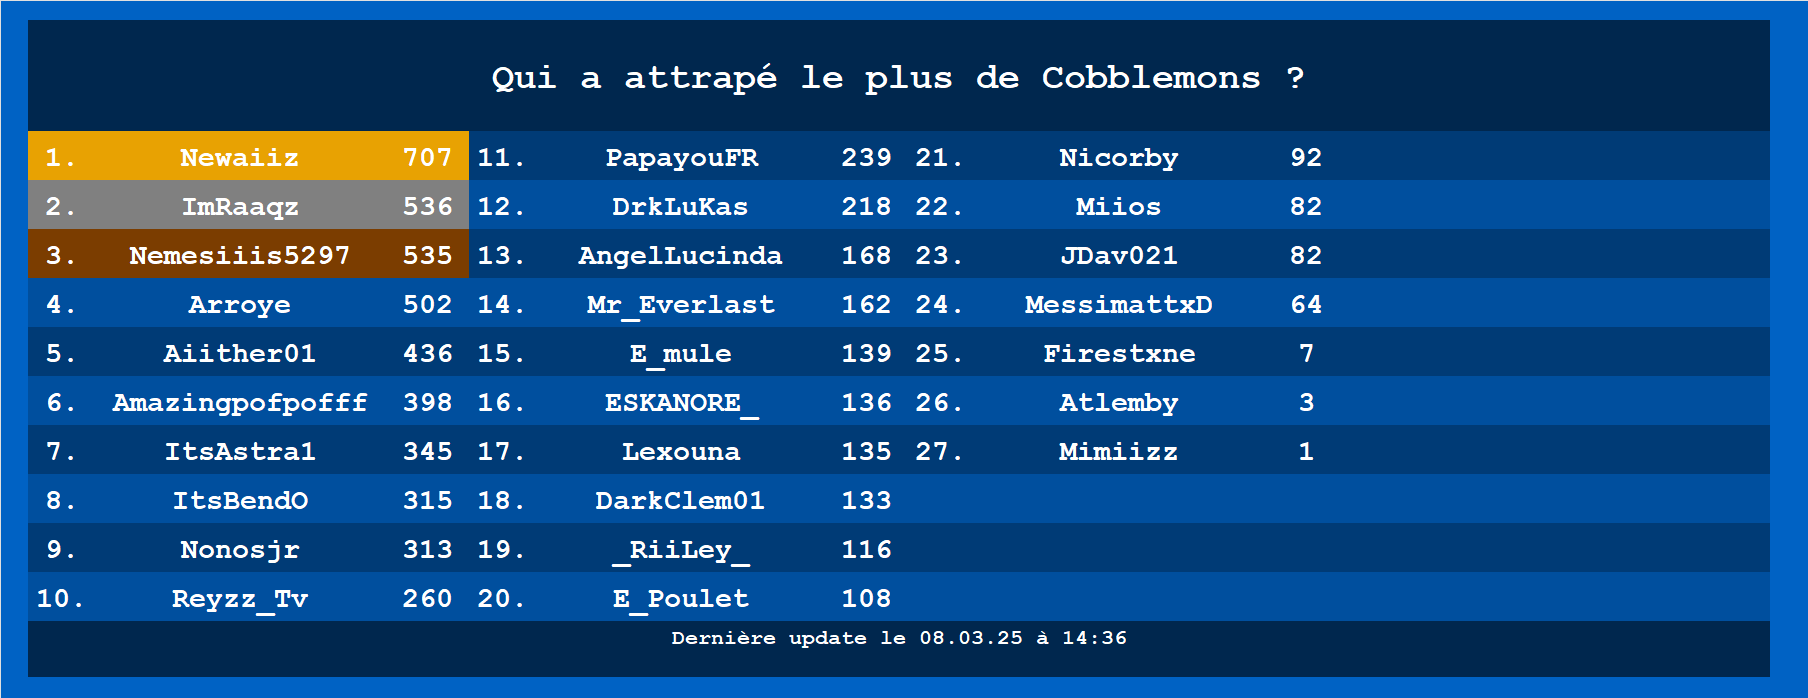 Qui a attrapé le plus de Cobblemons ?
1. Newaiiz 707 11. PapayouFR 239 21. Nicorby 92
2. ImRaaqz 536 12. DrkLuKas 218 22. Miios 82
3. Nemesiiis5297 535 13. AngelLucinda 168 23. JDav021 82
4. Arroye 502 14. Mr_Everlast 162 24. MessimattxD 64
5. Aiither01 436 15. E_mule 139 25. Firestxne 7
6. Amazingpofpofff 398 16. ESKANORE_ 136 26. Atlemby 3
7. ItsAstra1 345 17. Lexouna 135 27. Mimiizz 1
8. ItsBendO 315 18. DarkClem01 133
9. Nonosjr 313 19. _RiiLey_ 116
10. Reyzz_Tv 260 20. E_Poulet 108
Dernière update le 08.03.25 à 14:36